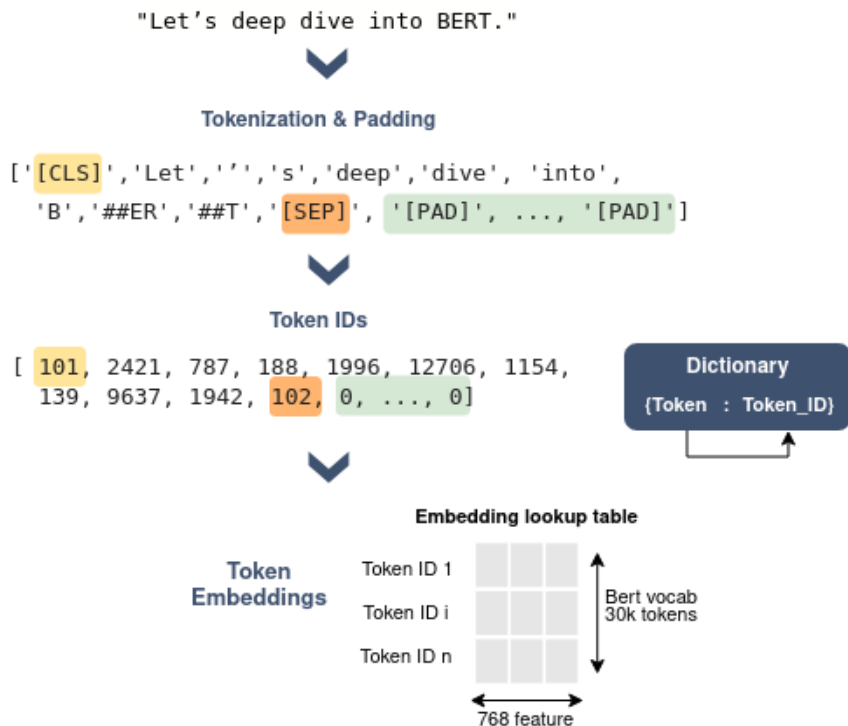 "Let’s deep dive into BERT."
Tokenization & Padding
['[CLS]','Let','’','s','deep','dive', 'into',
'B','##ER','##T','[SEP]', '[PAD]', ..., '[PAD]']
Token IDs
[ 101, 2421, 787, 188, 1996, 12706, 1154,
139, 9637, 1942, 102, 0, ..., 0]
Dictionary
{Token : Token_ID}
Embedding lookup table
Token
Embeddings
Token ID 1
Token ID i
Token ID n
Bert vocab
30k tokens
768 feature